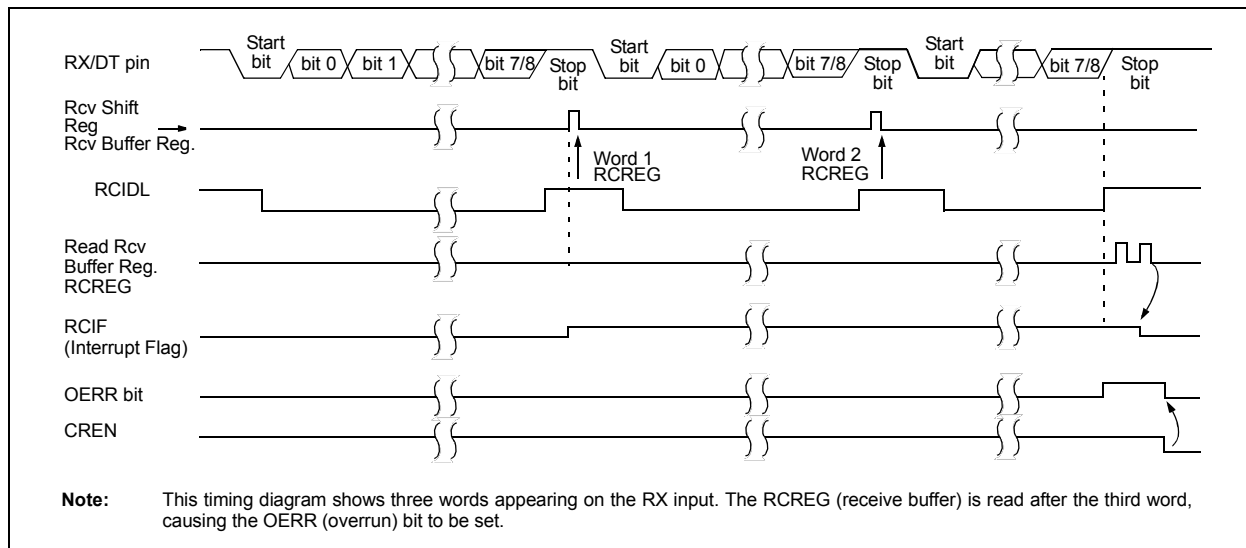 RX/DT pin
Start bit
bit 0
bit 1
bit 7/8
Stop bit
Start bit
bit 0
bit 7/8
Stop bit
Start bit
bit 7/8
Stop bit
Rcv Shift
Reg
Rcv Buffer Reg.
Word 1
RCREG
Word 2
RCREG
RCIDL
Read Rcv
Buffer Reg.
RCREG
RCIF
(Interrupt Flag)
OERR bit
CREN
Note: This timing diagram shows three words appearing on the RX input. The RCREG (receive buffer) is read after the third word,
causing the OERR (overrun) bit to be set.